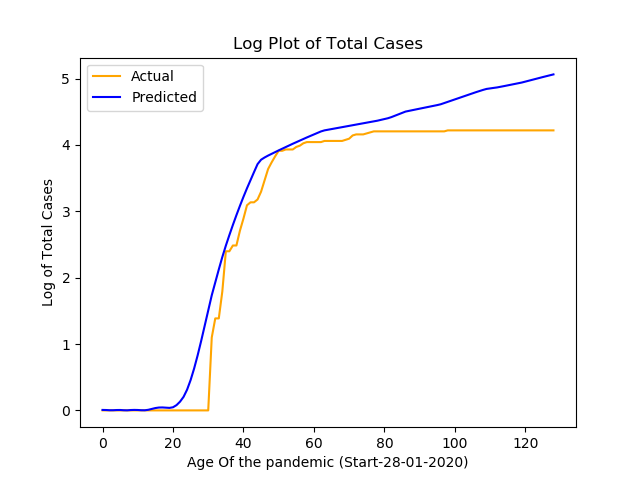 Log Plot of Total Cases
Actual
Predicted
5
4
3
2
1
0
Log of Total Cases
0 20 40 60 80 100 120
Age Of the pandemic (Start-28-01-2020)